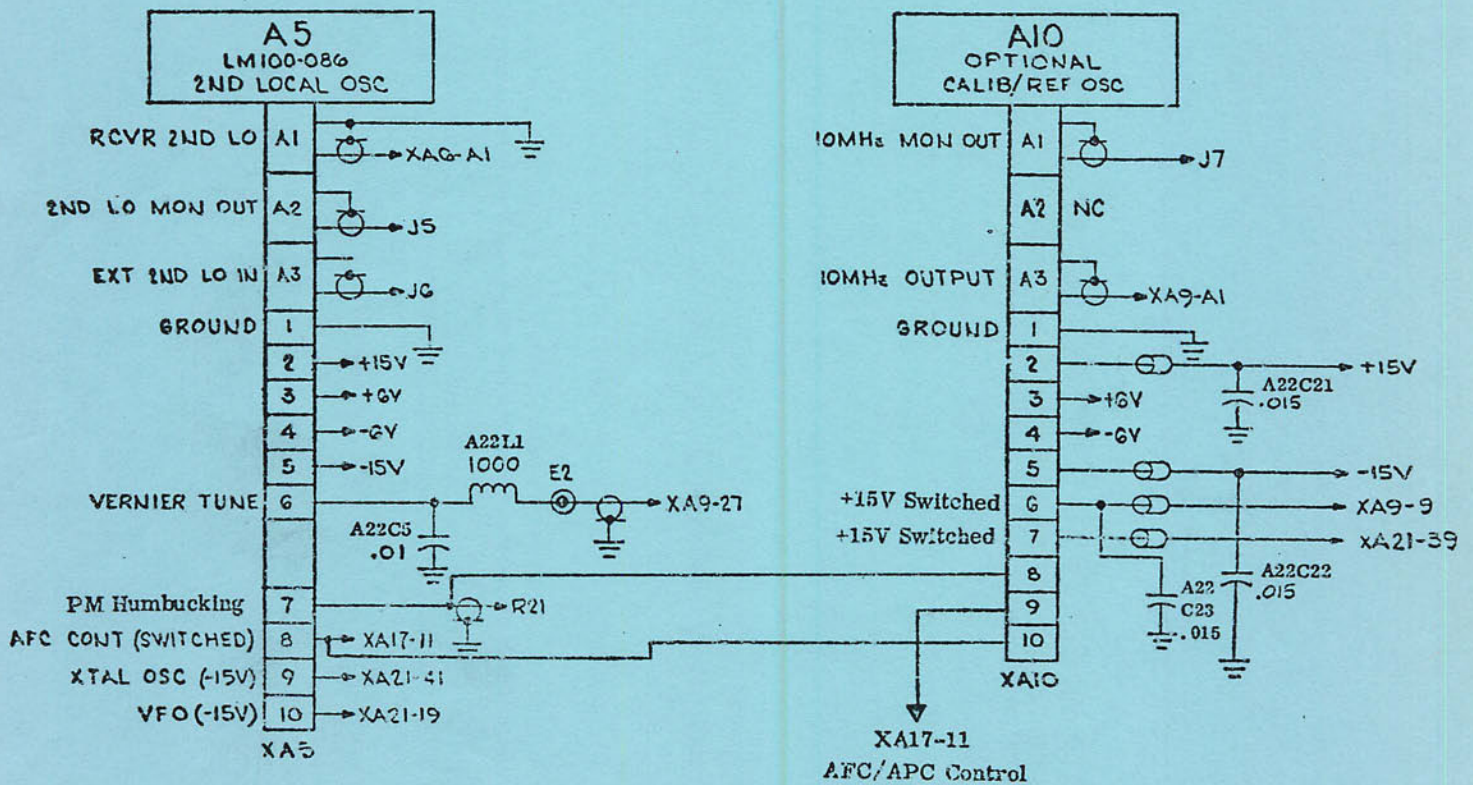 A5
LM100-086
2ND LOCAL OSC
RCVR 2ND LO
A1
XA6-A1
2ND LO MON OUT
A2
J5
EXT 2ND LO IN
A3
J6
GROUND
1
2
+15V
3
+6V
4
-6V
5
-15V
VERNIER TUNE
6
A22L1
1000
E2
XA9-27
A22C5
.01
PM Humbucking
7
R21
AFC CONT (SWITCHED)
8
XA17-11
XTAL OSC (-15V)
9
XA21-41
VFO (-15V)
10
XA21-19
XA5
A10
OPTIONAL
CALIB/REF OSC
10MHz MON OUT
A1
J7
A2
NC
10MHz OUTPUT
A3
XA9-A1
GROUND
1
2
+15V
A22C21
.015
3
+6V
4
-6V
5
-15V
+15V Switched
6
XA9-9
+15V Switched
7
XA21-39
8
A22
C23
.015
A22C22
.015
9
10
XA10
XA17-11
AFC/APC Control